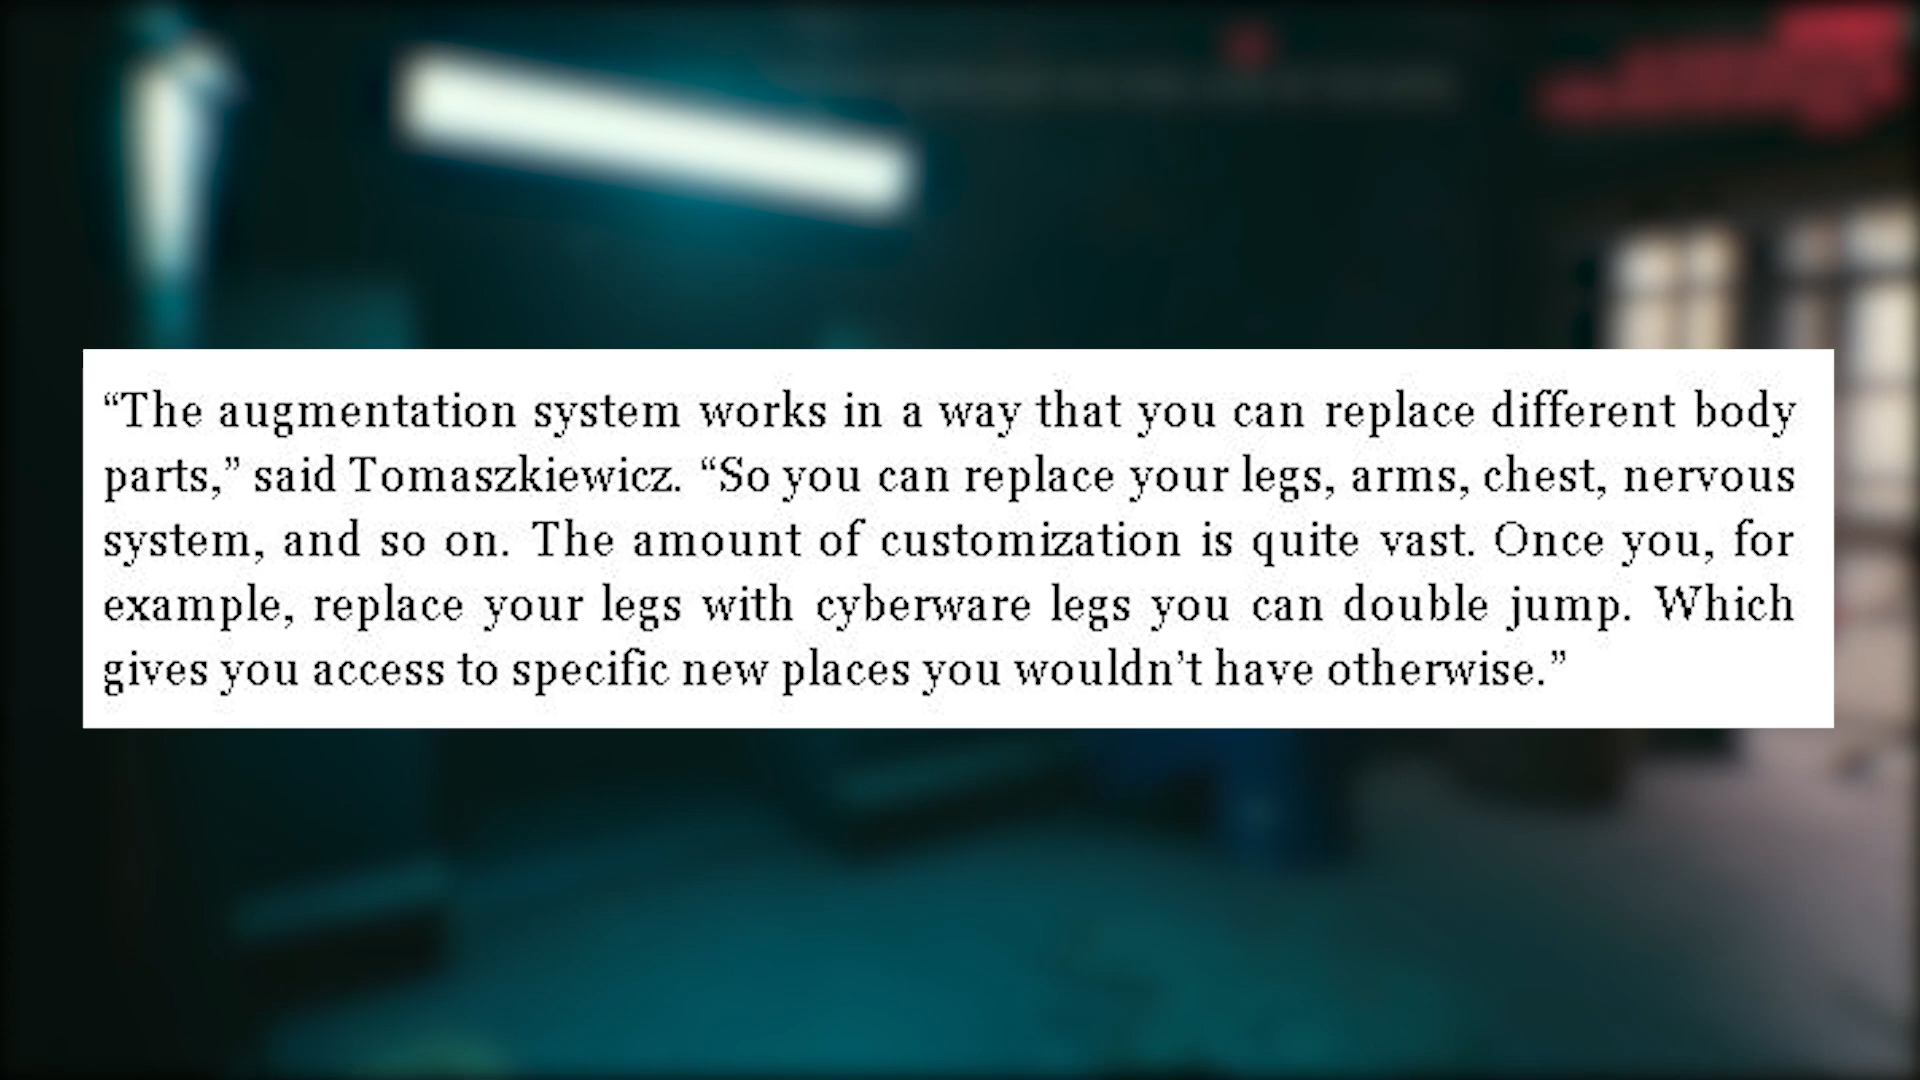 “The augmentation system works in a way that you can replace different body
parts,” said Tomaszkiewicz. “So you can replace your legs, arms, chest, nervous
system, and so on. The amount of customization is quite vast. Once you, for
example, replace your legs with cyberware legs you can double jump. Which
gives you access to specific new places you wouldn’t have otherwise.”